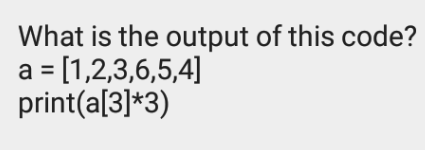 What is the output of this code?
a = [1,2,3,6,5,4]
print(a[3]*3)